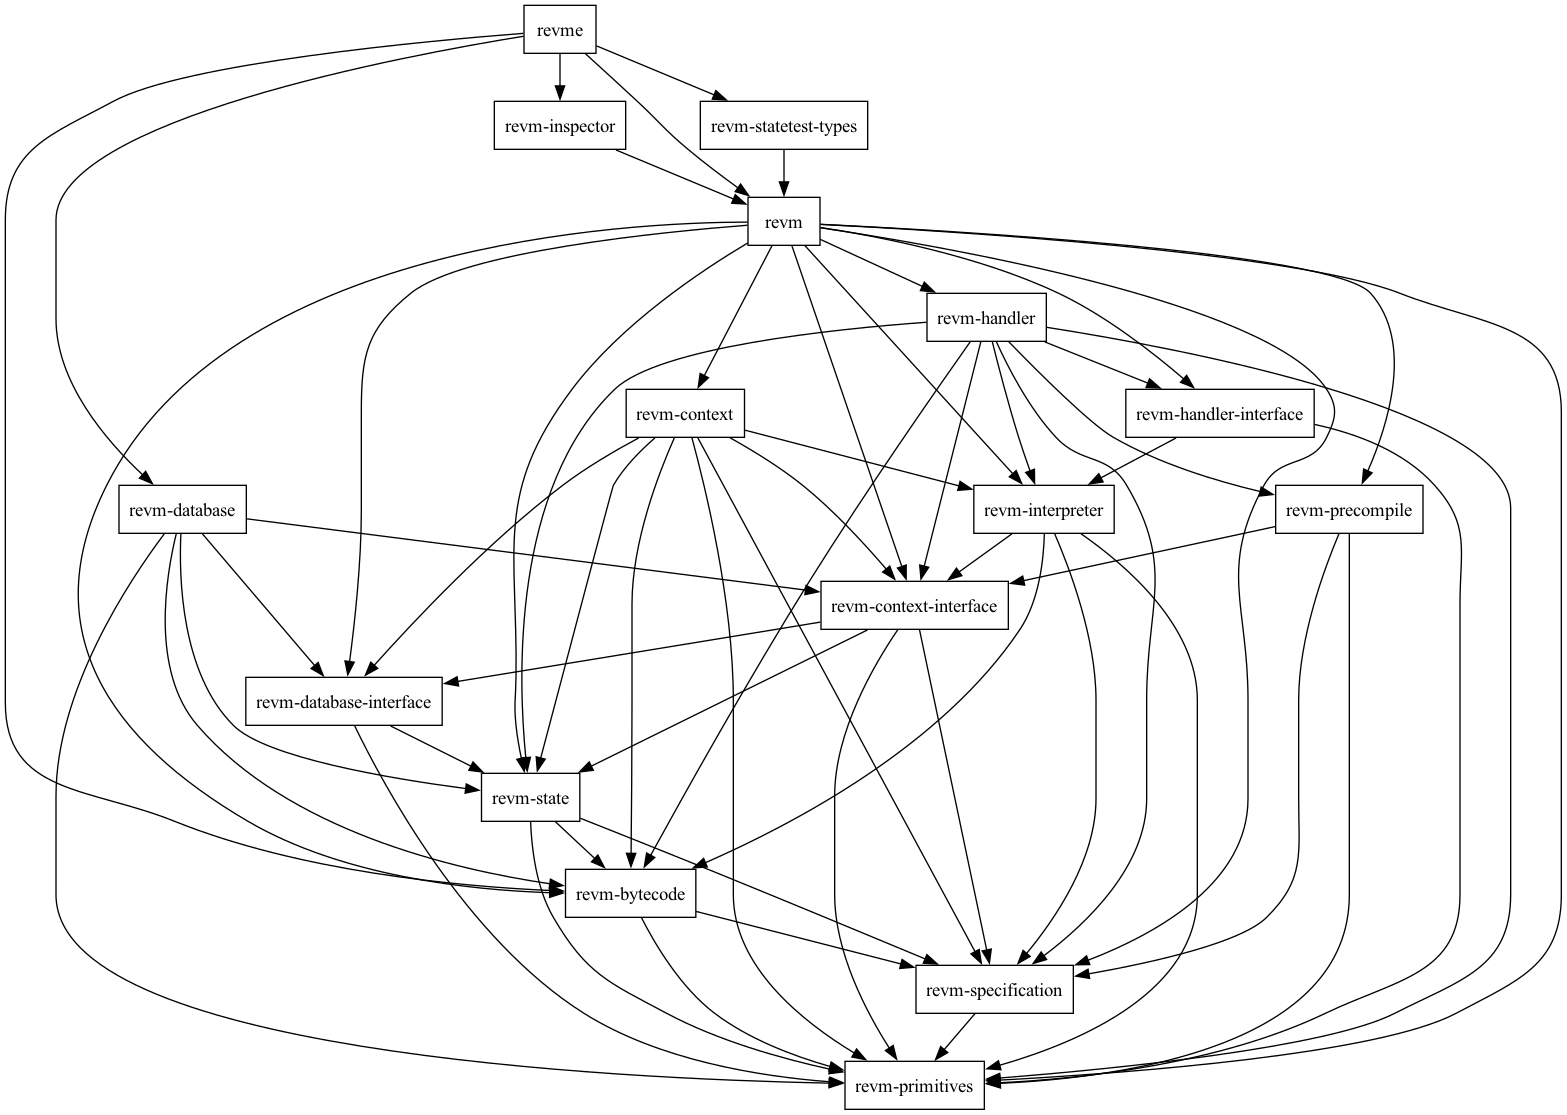 revme
revm-inspector
revm-statetest-types
revm
revm-handler
revm-context
revm-handler-interface
revm-database
revm-interpreter
revm-precompile
revm-context-interface
revm-database-interface
revm-state
revm-bytecode
revm-specification
revm-primitives